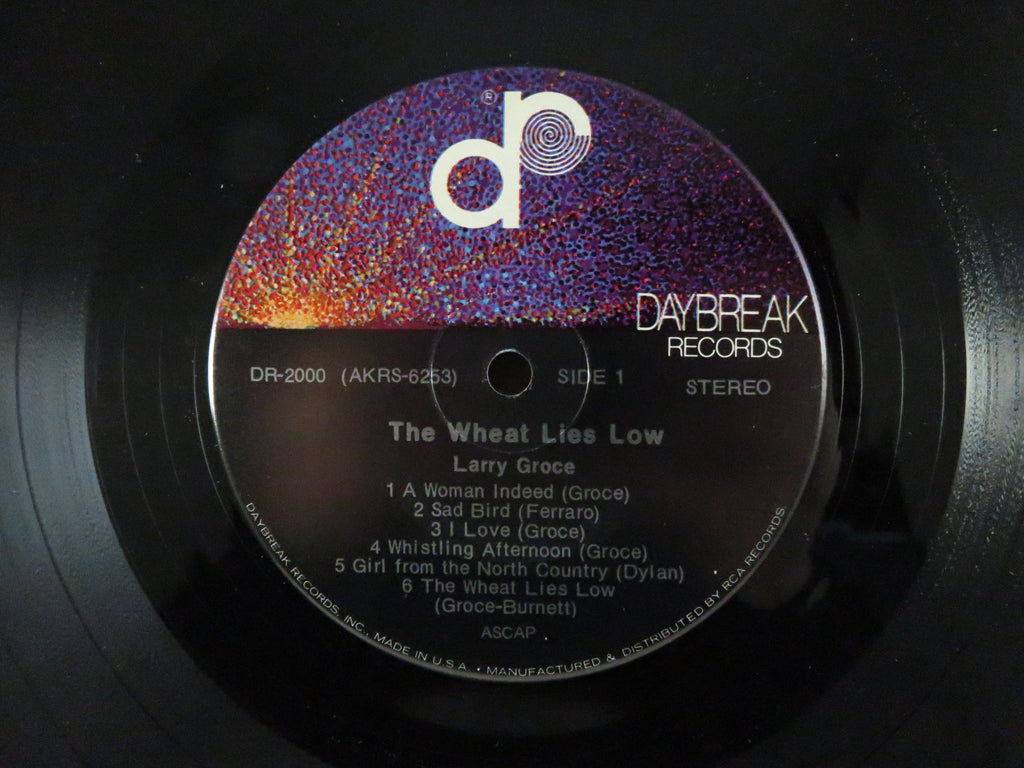 ®
dr
DAYBREAK
RECORDS
DR-2000 (AKRS-6253) SIDE 1 STEREO
The Wheat Lies Low
Larry Groce
1 A Woman Indeed (Groce)
2 Sad Bird (Ferraro)
3 I Love (Groce)
4 Whistling Afternoon (Groce)
5 Girl from the North Country (Dylan)
6 The Wheat Lies Low
(Groce-Burnett)
ASCAP
DAYBREAK RECORDS, INC., MADE IN U.S.A. • MANUFACTURED & DISTRIBUTED BY RCA RECORDS